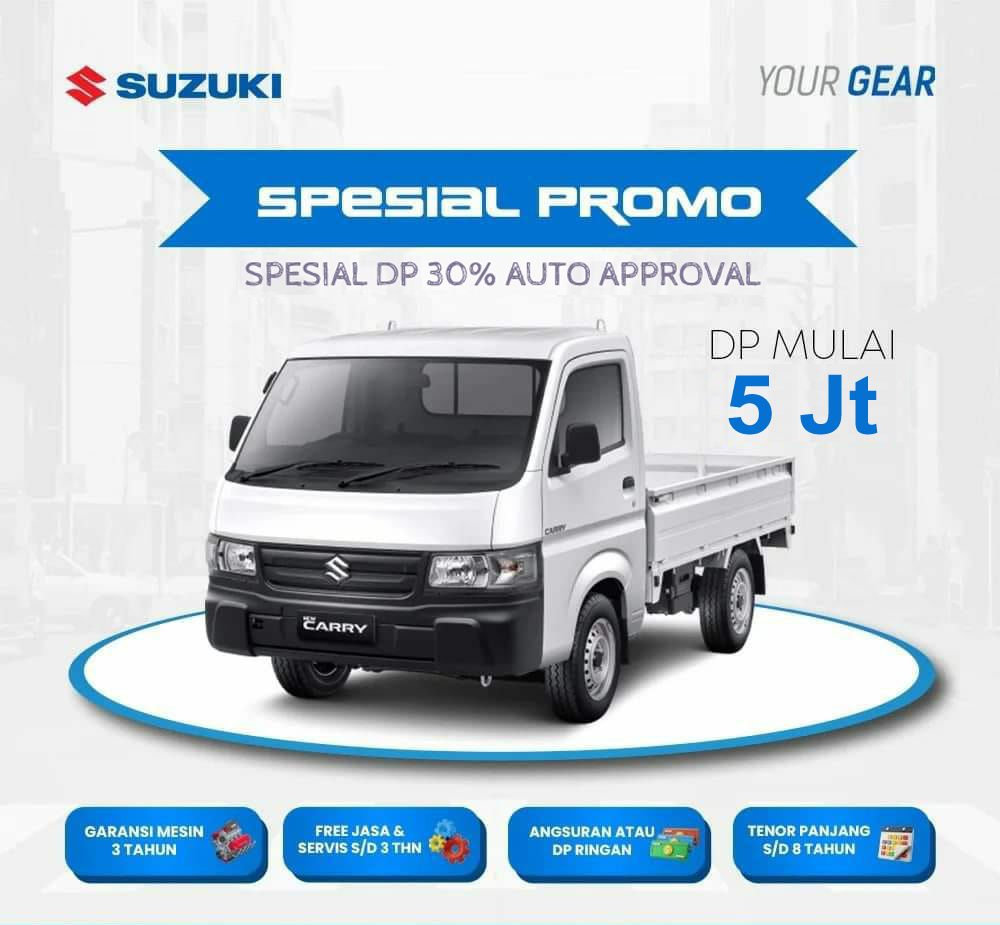 SUZUKI
YOUR GEAR
SPESIAL PROMO
SPESIAL DP 30% AUTO APPROVAL
DP MULAI
5 Jt
CARRY
NEW
CARRY
GARANSI MESIN
3 TAHUN
FREE JASA &
SERVIS S/D 3 THN
ANGSURAN ATAU
DP RINGAN
TENOR PANJANG
S/D 8 TAHUN